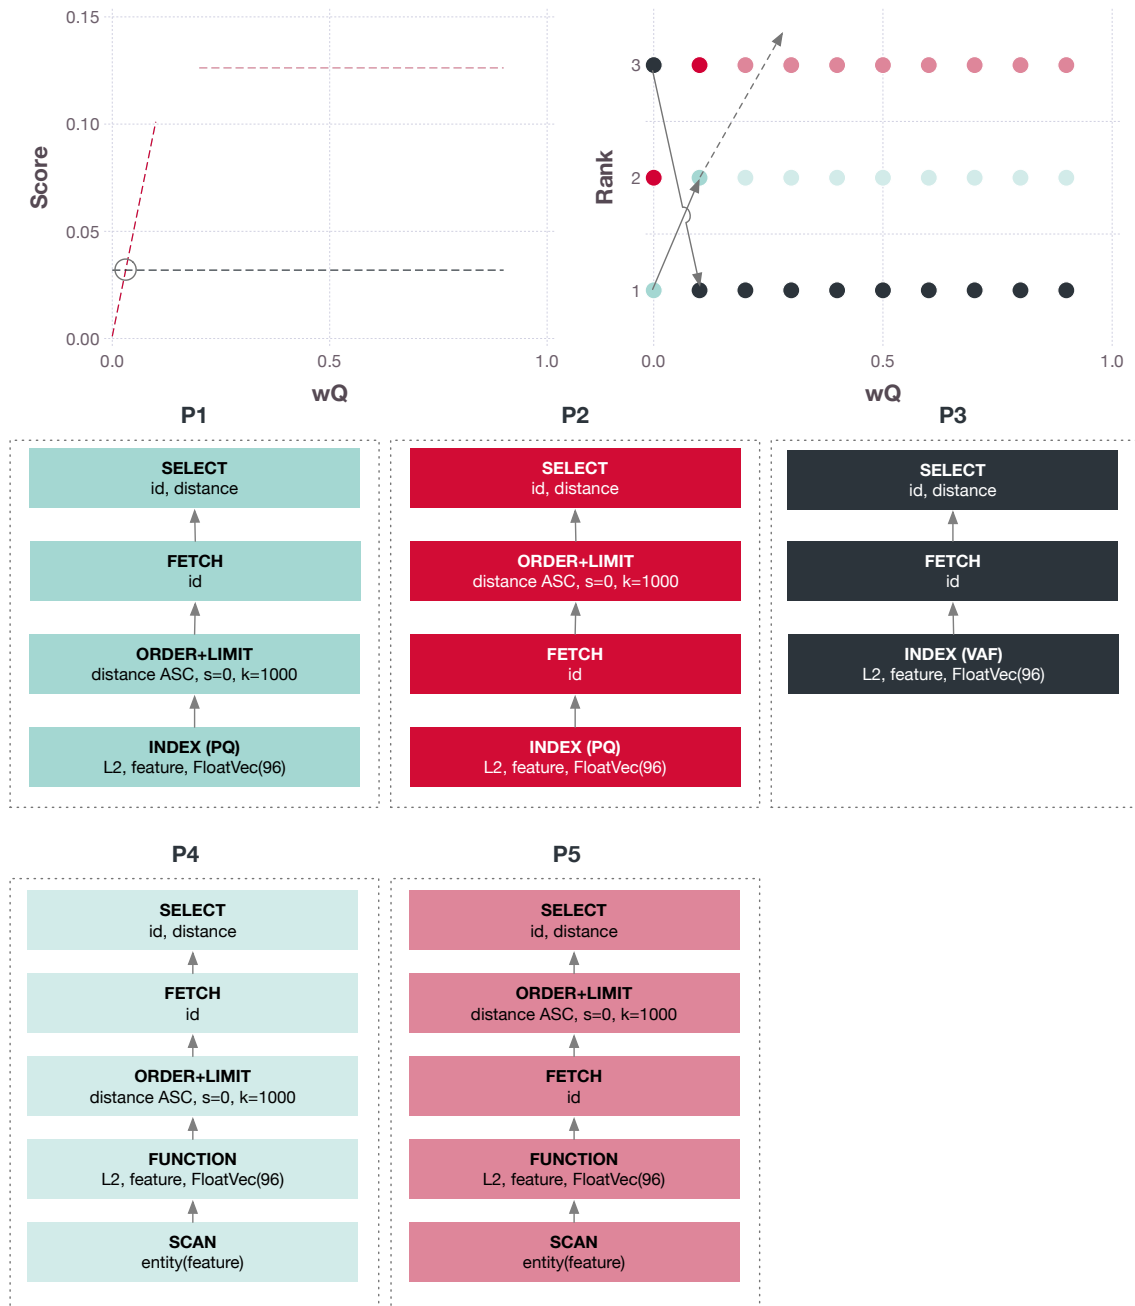 0.15
0.10
0.05
0.00
Score
0.0
0.5
1.0
wQ
3
2
1
Rank
0.0
0.5
1.0
wQ
P1
SELECT
id, distance
FETCH
id
ORDER+LIMIT
distance ASC, s=0, k=1000
INDEX (PQ)
L2, feature, FloatVec(96)
P2
SELECT
id, distance
ORDER+LIMIT
distance ASC, s=0, k=1000
FETCH
id
INDEX (PQ)
L2, feature, FloatVec(96)
P3
SELECT
id, distance
FETCH
id
INDEX (VAF)
L2, feature, FloatVec(96)
P4
SELECT
id, distance
FETCH
id
ORDER+LIMIT
distance ASC, s=0, k=1000
FUNCTION
L2, feature, FloatVec(96)
SCAN
entity(feature)
P5
SELECT
id, distance
ORDER+LIMIT
distance ASC, s=0, k=1000
FETCH
id
FUNCTION
L2, feature, FloatVec(96)
SCAN
entity(feature)